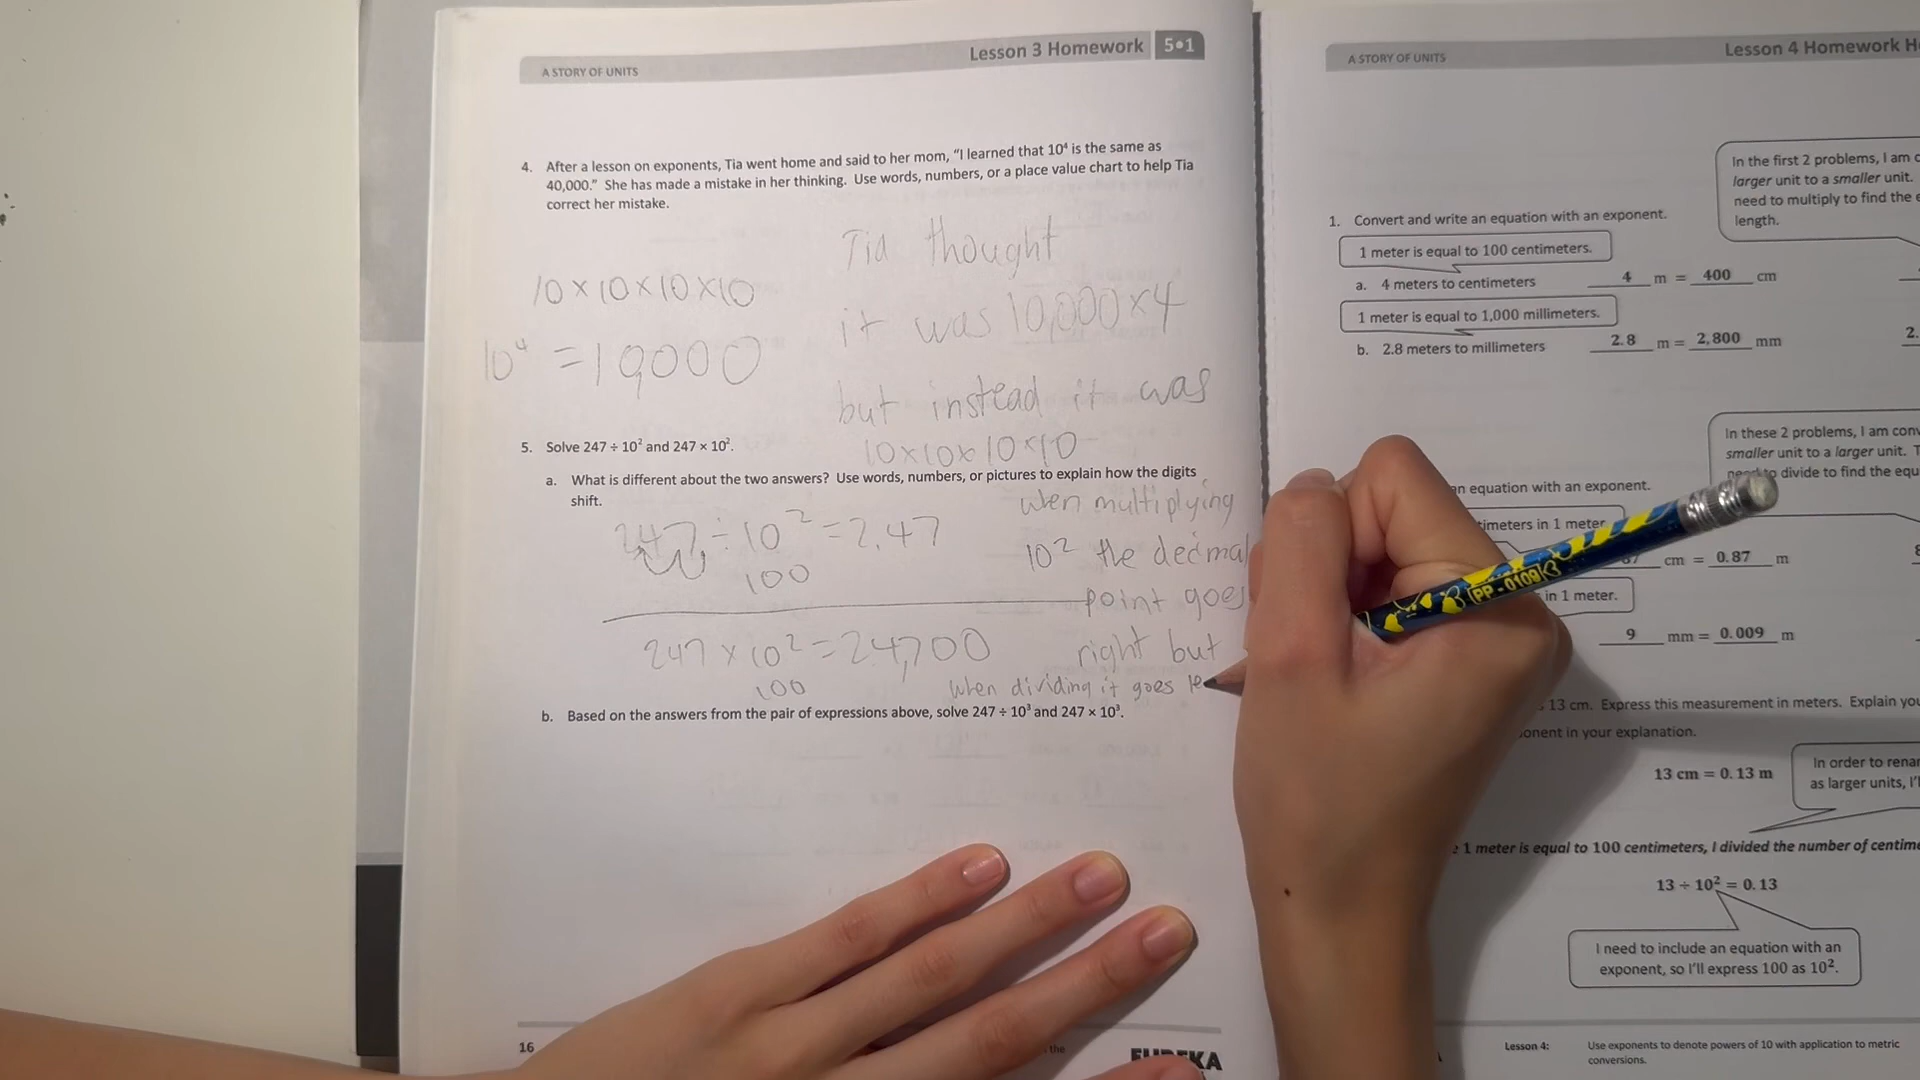 Lesson 3 Homework 5•1
A STORY OF UNITS
4. After a lesson on exponents, Tia went home and said to her mom, “I learned that 10⁴ is the same as
40,000.” She has made a mistake in her thinking. Use words, numbers, or a place value chart to help Tia
correct her mistake.
Tia thought
it was 10,000×4
but instead it was
10×10×10×10
10×10×10×10
10⁴ = 10,000
5. Solve 247 ÷ 10² and 247 × 10².
a. What is different about the two answers? Use words, numbers, or pictures to explain how the digits
shift.
247 ÷ 10² = 2.47
100
when multiplying
10² the decimal
point goes
right but
when dividing it goes le
247 × 10² = 24,700
100
b. Based on the answers from the pair of expressions above, solve 247 ÷ 10³ and 247 × 10³.
16
the
EUREKA
A STORY OF UNITS
Lesson 4 Homework H
In the first 2 problems, I am
larger unit to a smaller unit.
need to multiply to find the
length.
1. Convert and write an equation with an exponent.
1 meter is equal to 100 centimeters.
a. 4 meters to centimeters 4 m = 400 cm
1 meter is equal to 1,000 millimeters.
b. 2.8 meters to millimeters 2.8 m = 2,800 mm
2.
In these 2 problems, I am
smaller unit to a larger unit.
need to divide to find the
an equation with an exponent.
timeters in 1 meter
87 cm = 0.87 m
8
in 1 meter.
9 mm = 0.009 m
13 cm. Express this measurement in meters. Explain
onent in your explanation.
13 cm = 0.13 m
In order to
as larger units,
1 meter is equal to 100 centimeters, I divided the number of
13 ÷ 10² = 0.13
I need to include an equation with an
exponent, so I’ll express 100 as 10².
Lesson 4: Use exponents to denote powers of 10 with application to metric
conversions.